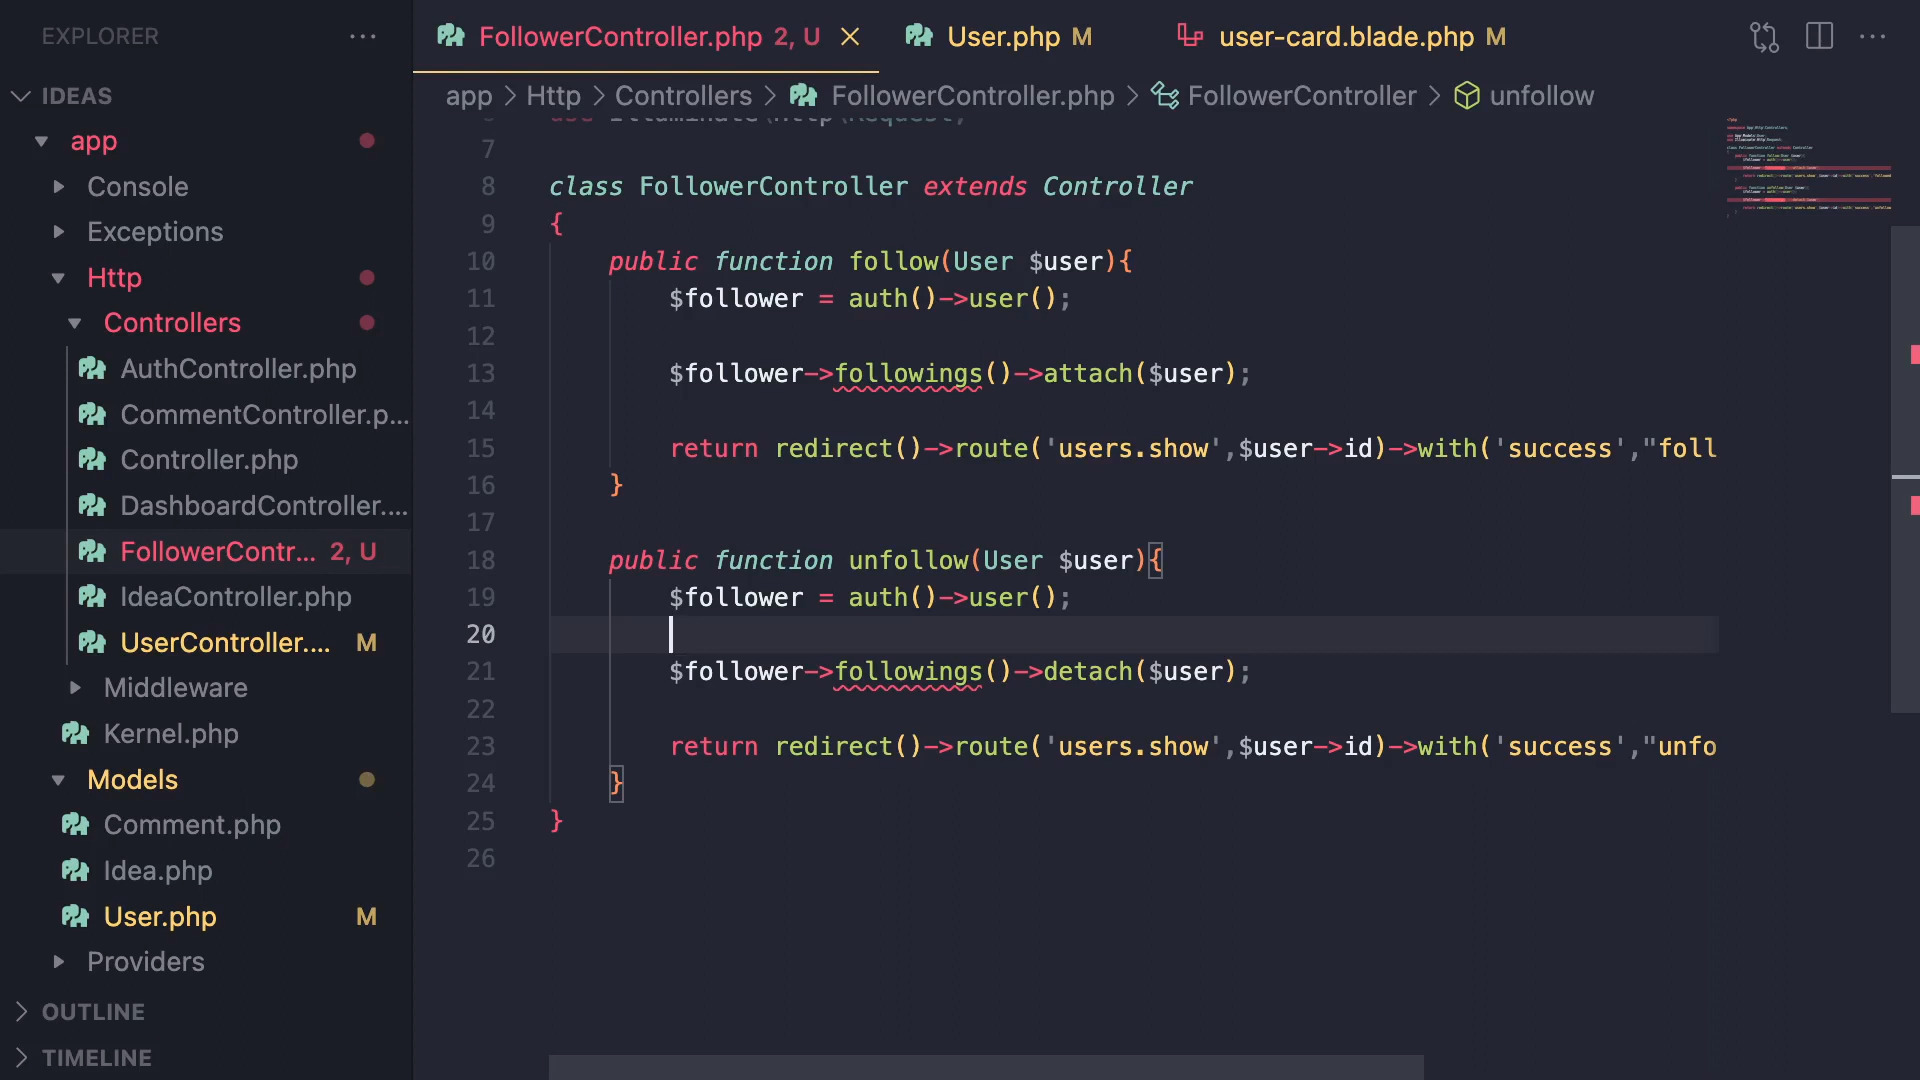 EXPLORER
IDEAS
app
Console
Exceptions
Http
Controllers
AuthController.php
CommentController.p...
Controller.php
DashboardController....
FollowerContr... 2, U
IdeaController.php
UserController.... M
Middleware
Kernel.php
Models
Comment.php
Idea.php
User.php M
Providers
OUTLINE
TIMELINE
FollowerController.php 2, U
User.php M
user-card.blade.php M
app > Http > Controllers > FollowerController.php > FollowerController > unfollow
use Illuminate\Http\Request;
7
8 class FollowerController extends Controller
9 {
10 public function follow(User $user){
11 $follower = auth()->user();
12
13 $follower->followings()->attach($user);
14
15 return redirect()->route('users.show',$user->id)->with('success',"foll
16 }
17
18 public function unfollow(User $user){
19 $follower = auth()->user();
20
21 $follower->followings()->detach($user);
22
23 return redirect()->route('users.show',$user->id)->with('success',"unfo
24 }
25 }
26